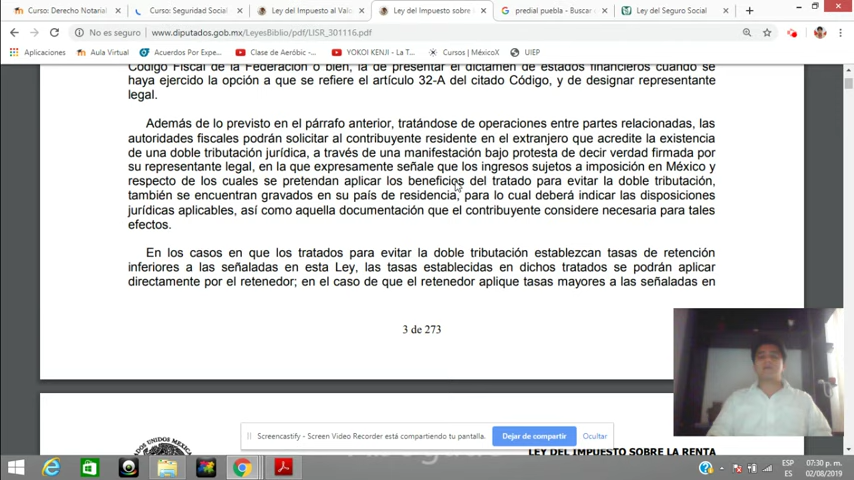 Curso: Derecho Notarial
Curso: Seguridad Social
Ley del Impuesto al Valo
Ley del Impuesto sobre
predial puebla - Buscar
Ley del Seguro Social
No es seguro | www.diputados.gob.mx/LeyesBiblio/pdf/LISR_301116.pdf
Aplicaciones
Aula Virtual
Acuerdos Por Expe...
Clase de Aeróbic -...
YOKOI KENJI - La T...
Cursos | MéxicoX
UIEP
Código Fiscal de la Federación o bien, la de presentar el dictamen de estados financieros cuando se
haya ejercido la opción a que se refiere el artículo 32-A del citado Código, y de designar representante
legal.
Además de lo previsto en el párrafo anterior, tratándose de operaciones entre partes relacionadas, las
autoridades fiscales podrán solicitar al contribuyente residente en el extranjero que acredite la existencia
de una doble tributación jurídica, a través de una manifestación bajo protesta de decir verdad firmada por
su representante legal, en la que expresamente señale que los ingresos sujetos a imposición en México y
respecto de los cuales se pretendan aplicar los beneficios del tratado para evitar la doble tributación,
también se encuentran gravados en su país de residencia, para lo cual deberá indicar las disposiciones
jurídicas aplicables, así como aquella documentación que el contribuyente considere necesaria para tales
efectos.
En los casos en que los tratados para evitar la doble tributación establezcan tasas de retención
inferiores a las señaladas en esta Ley, las tasas establecidas en dichos tratados se podrán aplicar
directamente por el retenedor; en el caso de que el retenedor aplique tasas mayores a las señaladas en
3 de 273
Screencastify - Screen Video Recorder está compartiendo tu pantalla.
Dejar de compartir
Ocultar
LEY DEL IMPUESTO SOBRE LA RENTA
ESP
ES
07:30 p. m.
02/08/2019